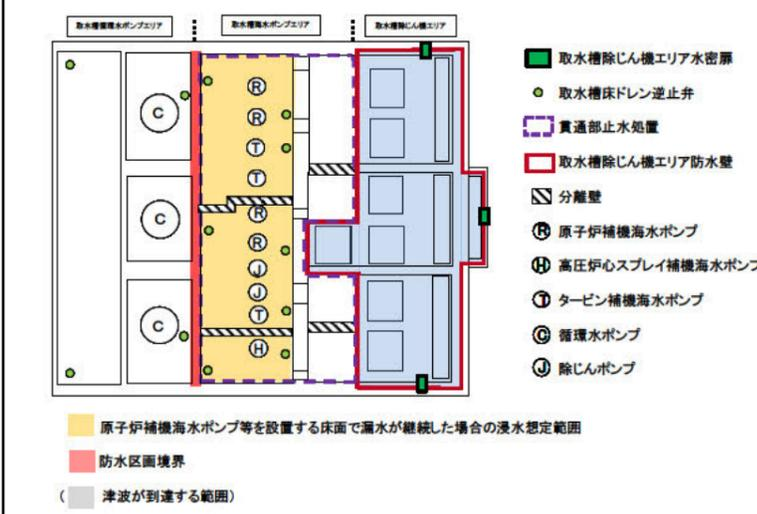 取水槽循環水ポンプエリア
取水槽海水ポンプエリア
取水槽除じん機エリア
C
C
C
R
R
T
T
R
R
J
J
T
H
取水槽除じん機エリア水密扉
取水槽床ドレン逆止弁
貫通部止水処置
取水槽除じん機エリア防水壁
分離壁
R 原子炉補機海水ポンプ
H 高圧炉心スプレイ補機海水ポンプ
T タービン補機海水ポンプ
C 循環水ポンプ
J 除じんポンプ
原子炉補機海水ポンプ等を設置する床面で漏水が継続した場合の浸水想定範囲
防水区画境界
( 津波が到達する範囲)